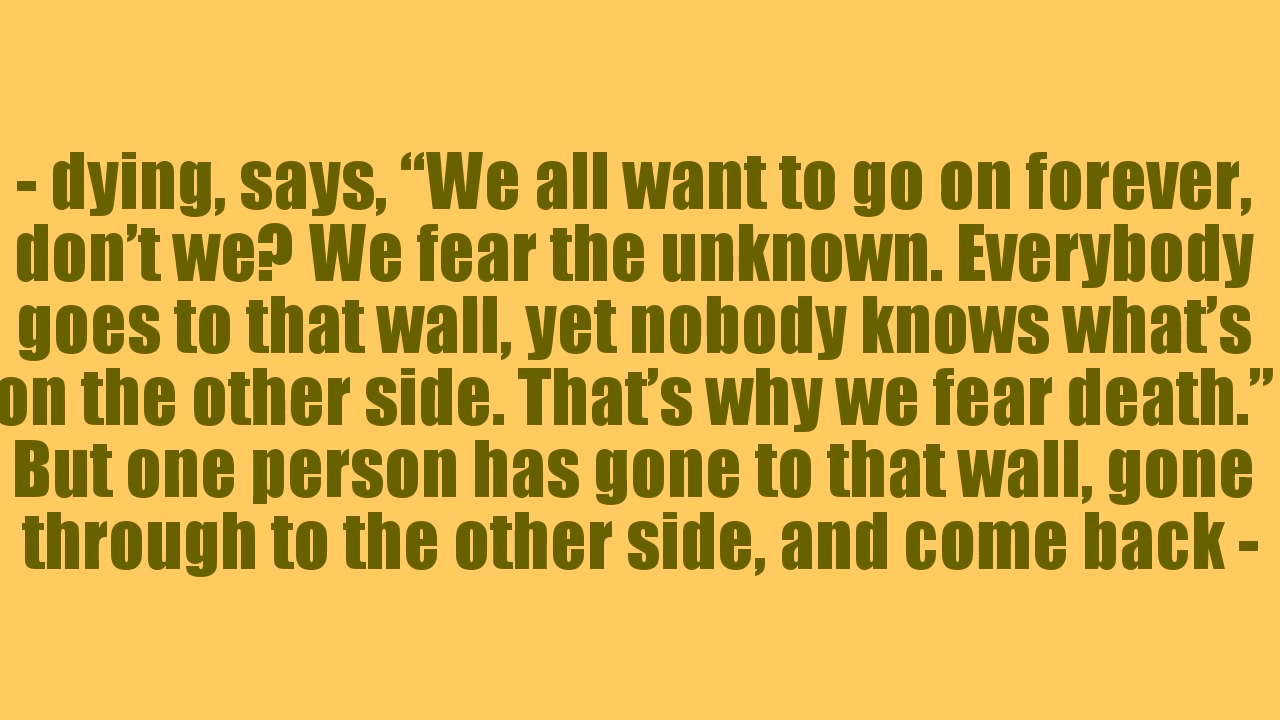 - dying, says, “We all want to go on forever,
don’t we? We fear the unknown. Everybody
goes to that wall, yet nobody knows what’s
on the other side. That’s why we fear death.”
But one person has gone to that wall, gone
through to the other side, and come back -